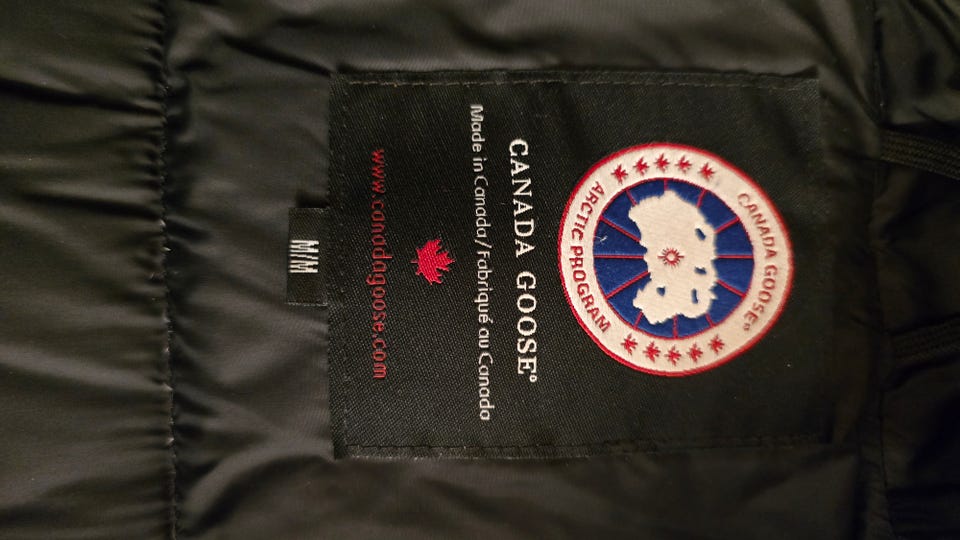 CANADA GOOSE®
ARCTIC PROGRAM
CANADA GOOSE®
Made in Canada/Fabriqué au Canada
www.canadagoose.com
M/M